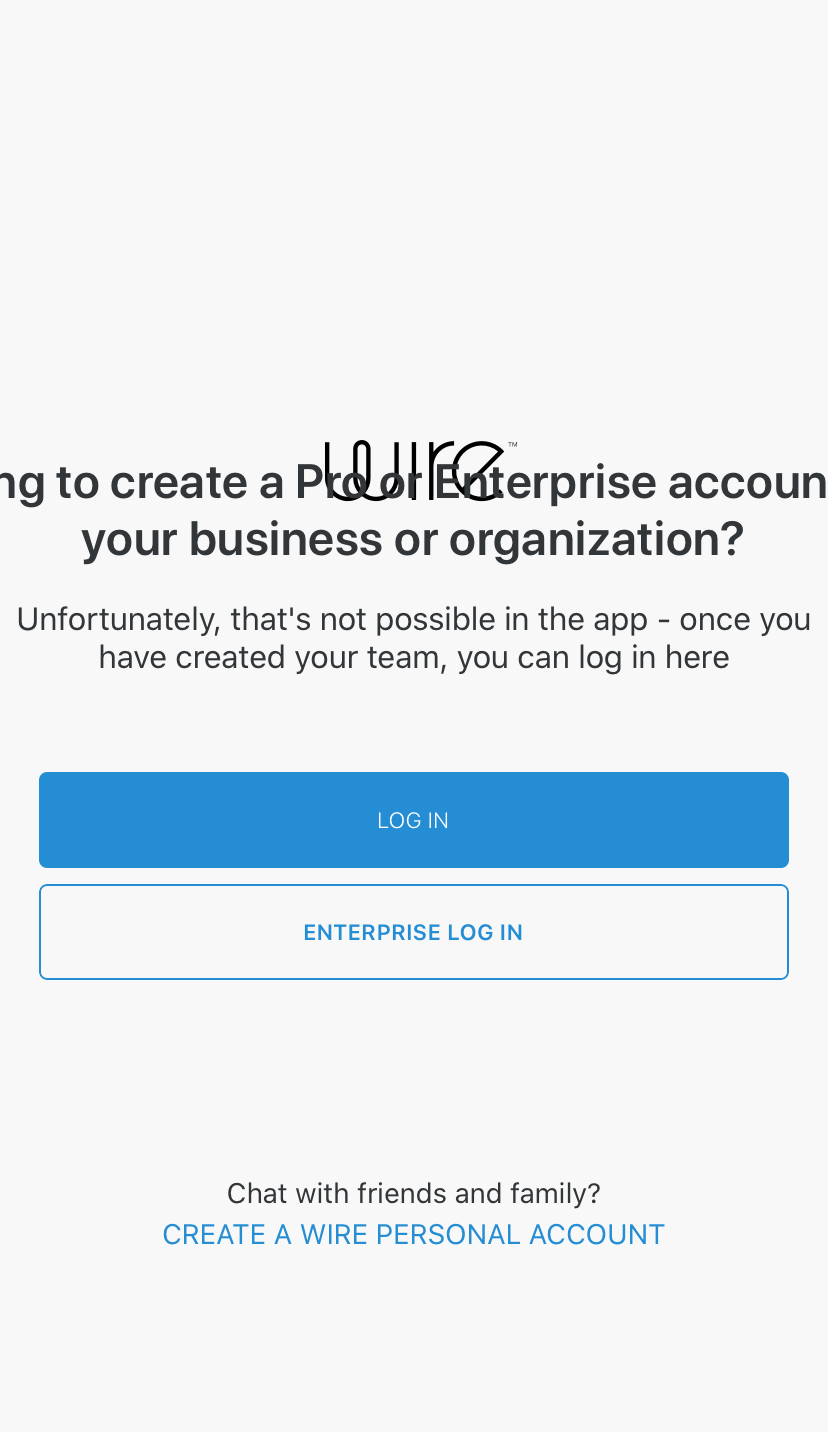 wire™
ng to create a Pro or Enterprise accoun
your business or organization?
Unfortunately, that's not possible in the app - once you
have created your team, you can log in here
LOG IN
ENTERPRISE LOG IN
Chat with friends and family?
CREATE A WIRE PERSONAL ACCOUNT